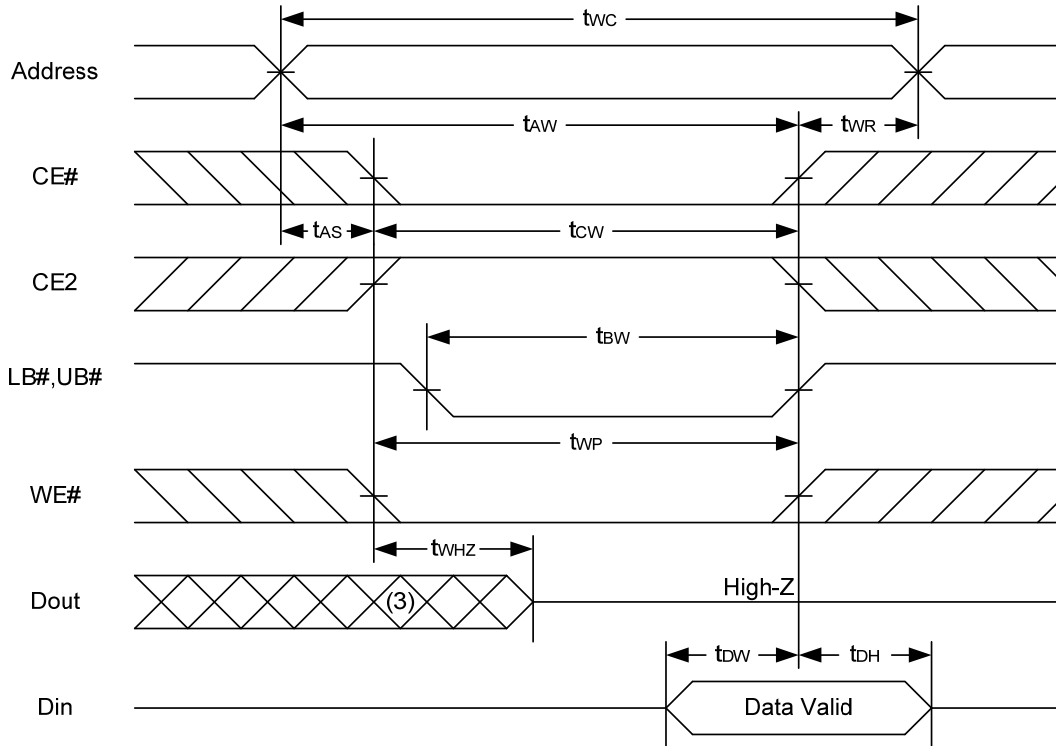 tWC
Address
tAW
tWR
CE#
tAS
tCW
CE2
tBW
LB#,UB#
tWP
WE#
tWHZ
Dout
(3)
High-Z
tDW
tDH
Din
Data Valid